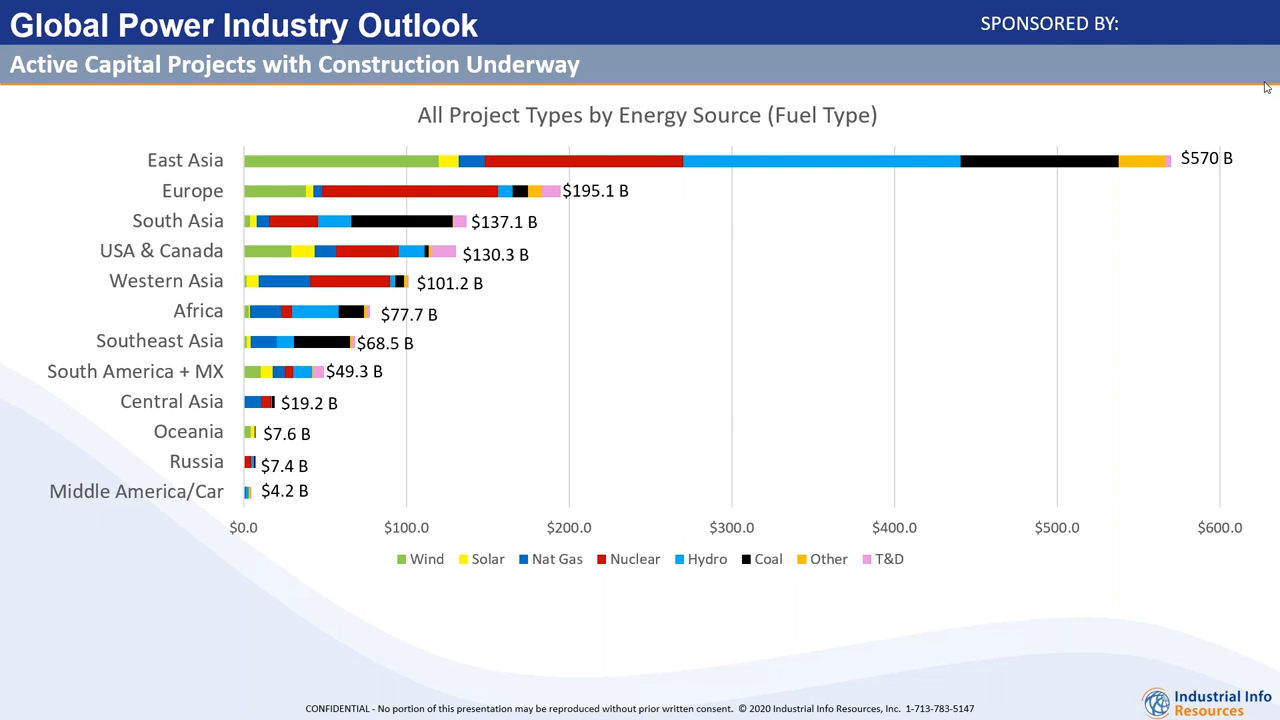 Global Power Industry Outlook
SPONSORED BY:
Active Capital Projects with Construction Underway
All Project Types by Energy Source (Fuel Type)
East Asia $570 B
Europe $195.1 B
South Asia $137.1 B
USA & Canada $130.3 B
Western Asia $101.2 B
Africa $77.7 B
Southeast Asia $68.5 B
South America + MX $49.3 B
Central Asia $19.2 B
Oceania $7.6 B
Russia $7.4 B
Middle America/Car $4.2 B
$0.0 $100.0 $200.0 $300.0 $400.0 $500.0 $600.0
Wind Solar Nat Gas Nuclear Hydro Coal Other T&D
CONFIDENTIAL - No portion of this presentation may be reproduced without prior written consent. © 2020 Industrial Info Resources, Inc. 1-713-783-5147
Industrial Info
Resources